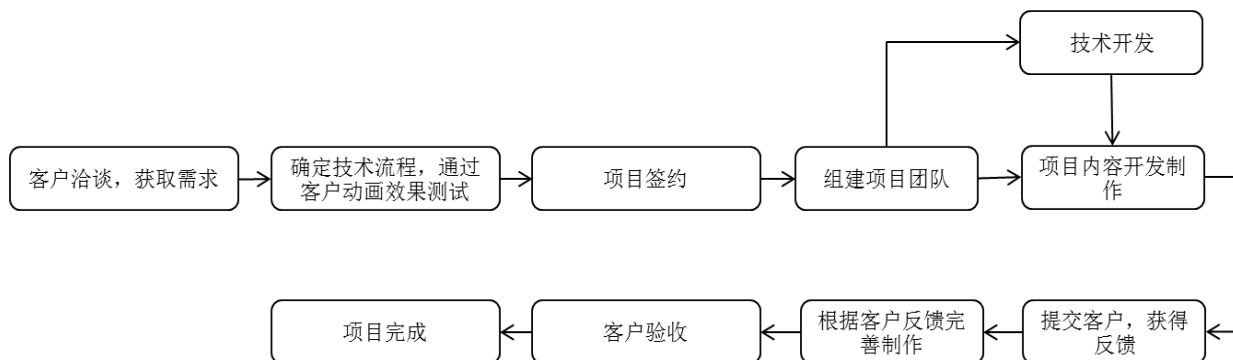 技术开发
客户洽谈，获取需求
确定技术流程，通过
客户动画效果测试
项目签约
组建项目团队
项目内容开发制
作
提交客户，获得
反馈
根据客户反馈完
善制作
客户验收
项目完成